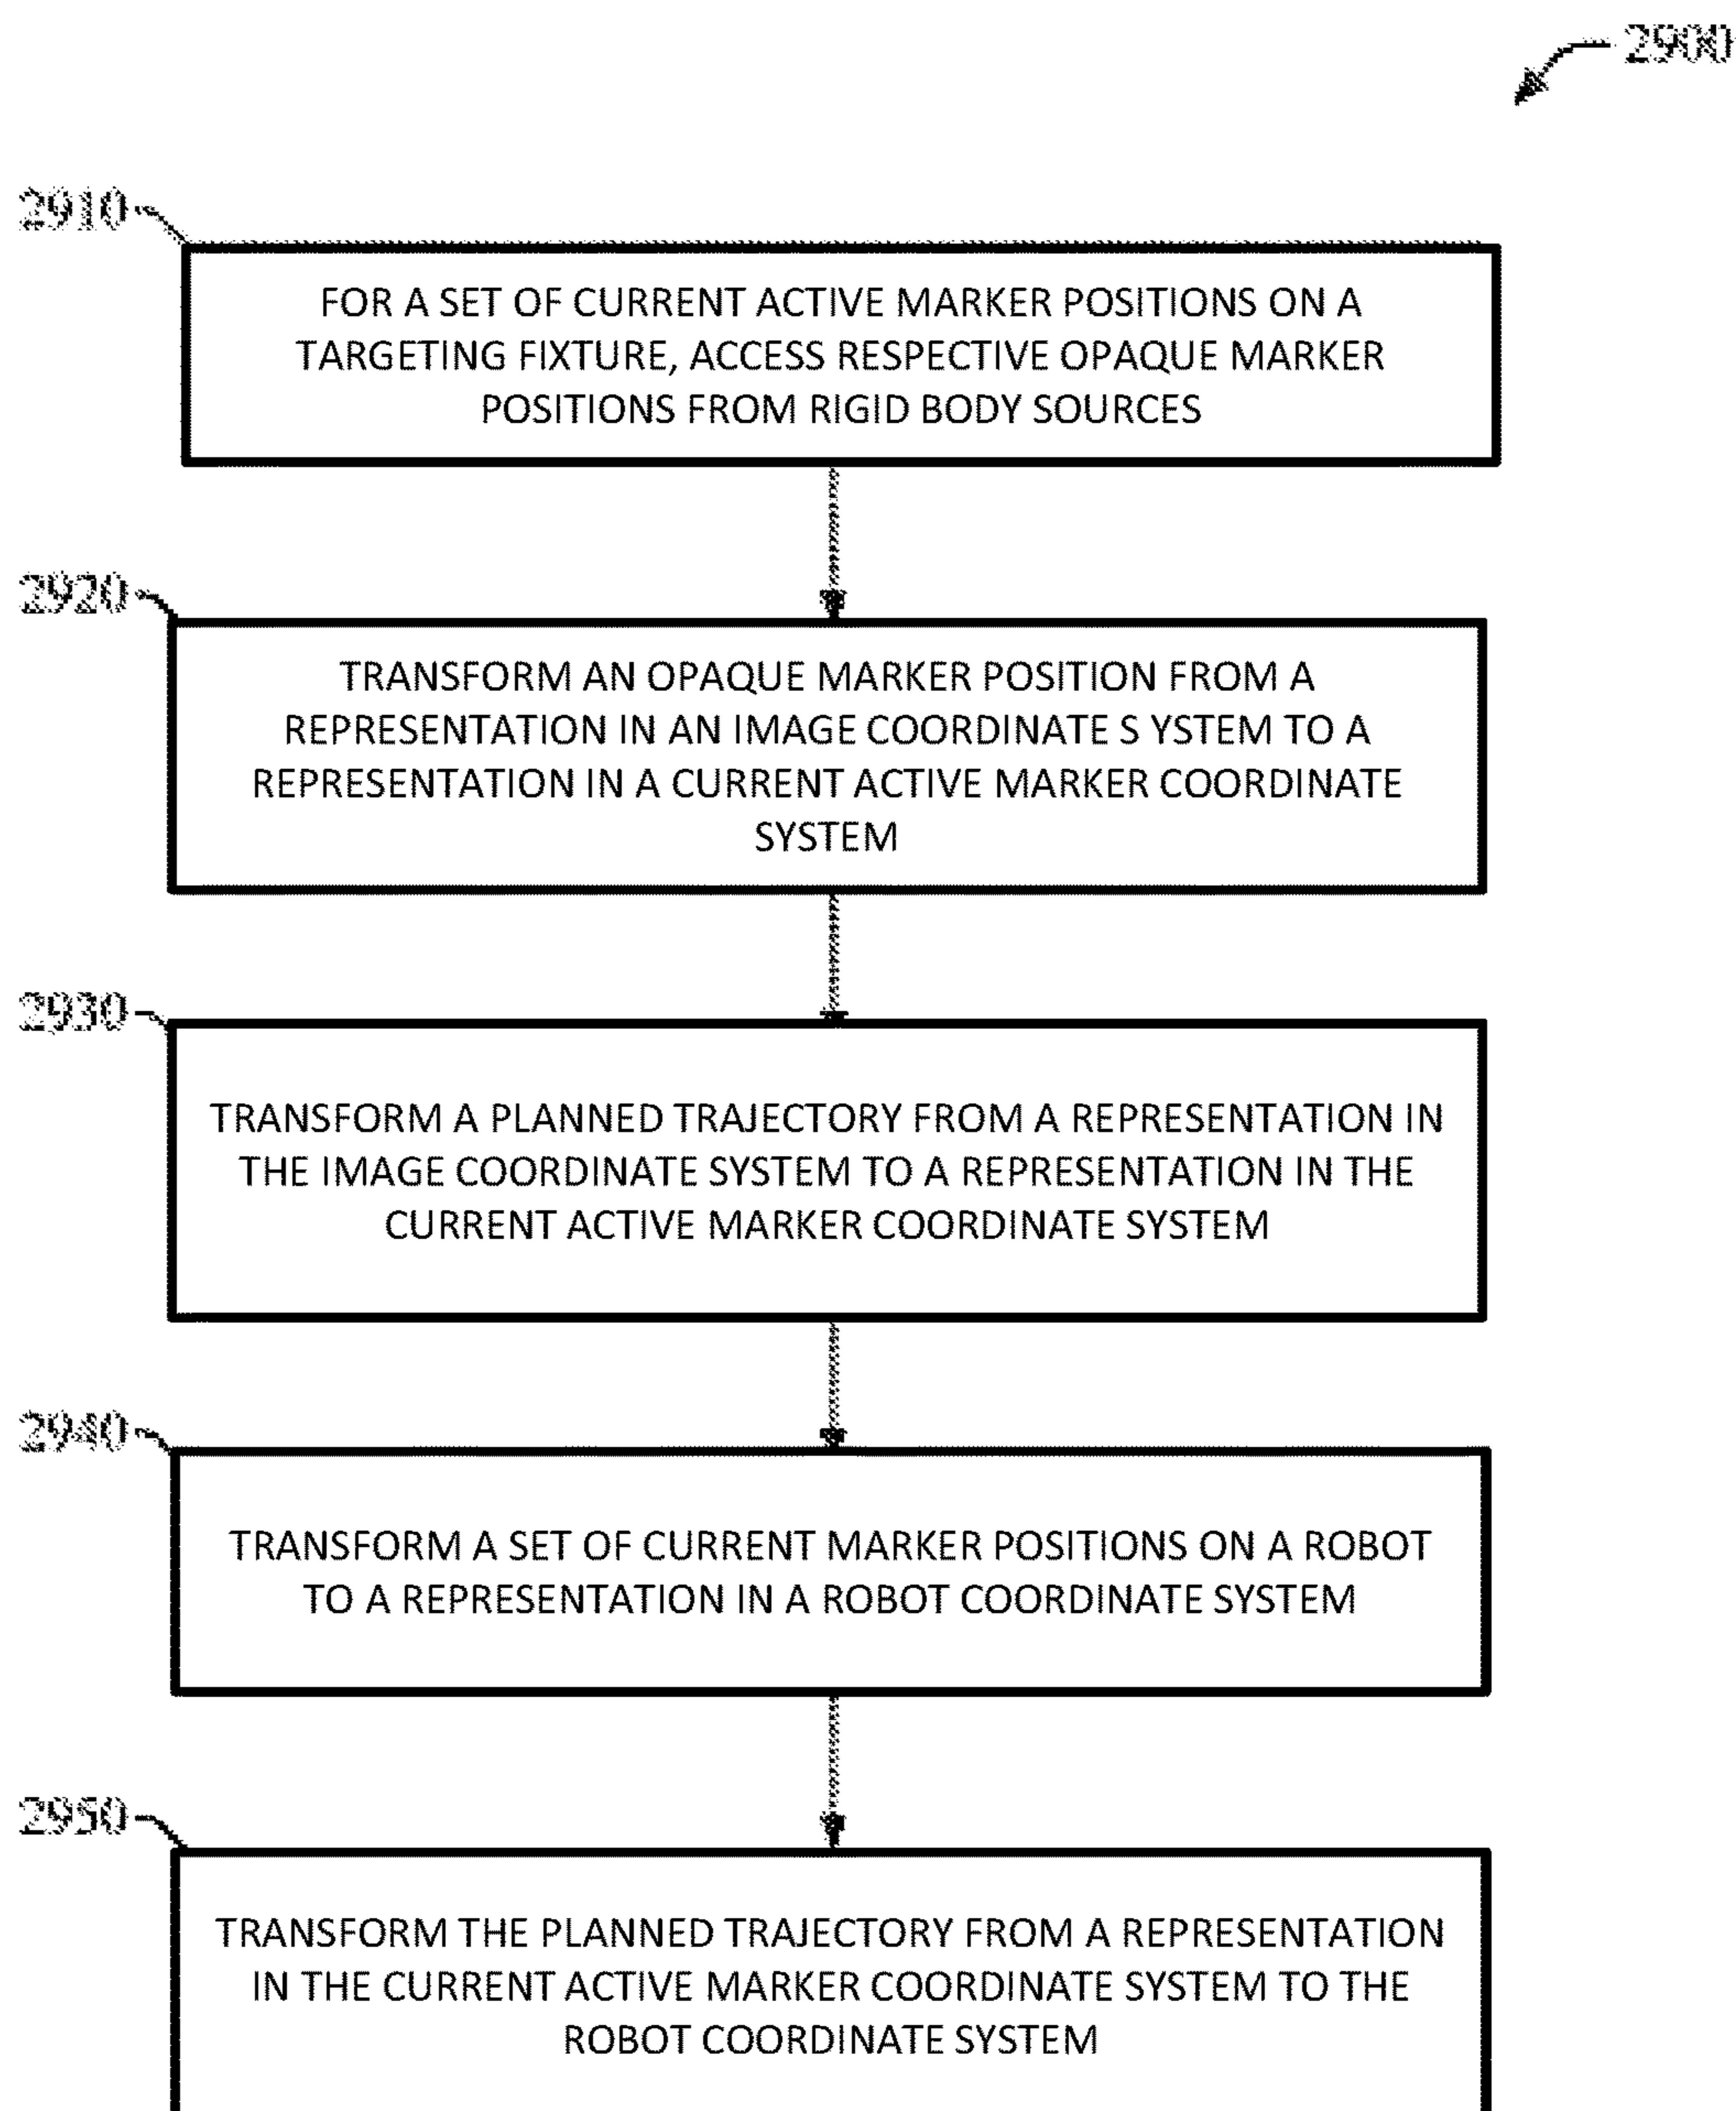 2900
2910
FOR A SET OF CURRENT ACTIVE MARKER POSITIONS ON A
TARGETING FIXTURE, ACCESS RESPECTIVE OPAQUE MARKER
POSITIONS FROM RIGID BODY SOURCES
2920
TRANSFORM AN OPAQUE MARKER POSITION FROM A
REPRESENTATION IN AN IMAGE COORDINATE S YSTEM TO A
REPRESENTATION IN A CURRENT ACTIVE MARKER COORDINATE
SYSTEM
2930
TRANSFORM A PLANNED TRAJECTORY FROM A REPRESENTATION IN
THE IMAGE COORDINATE SYSTEM TO A REPRESENTATION IN THE
CURRENT ACTIVE MARKER COORDINATE SYSTEM
2940
TRANSFORM A SET OF CURRENT MARKER POSITIONS ON A ROBOT
TO A REPRESENTATION IN A ROBOT COORDINATE SYSTEM
2950
TRANSFORM THE PLANNED TRAJECTORY FROM A REPRESENTATION
IN THE CURRENT ACTIVE MARKER COORDINATE SYSTEM TO THE
ROBOT COORDINATE SYSTEM